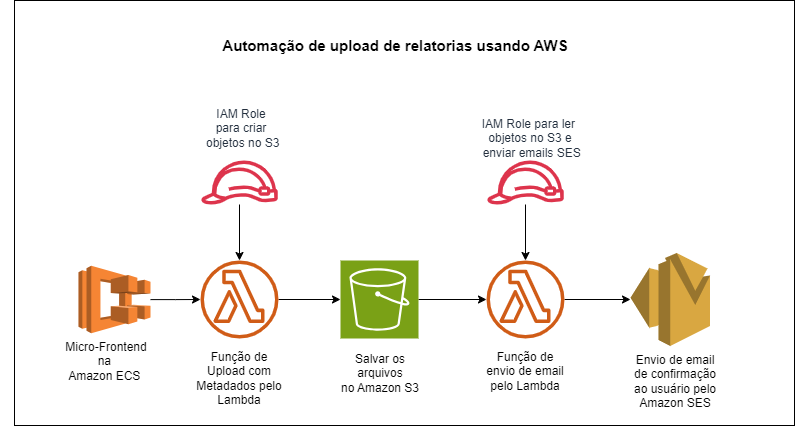 Automação de upload de relatorias usando AWS
IAM Role
para criar
objetos no S3
IAM Role para ler
objetos no S3 e
enviar emails SES
Micro-Frontend
na
Amazon ECS
Função de
Upload com
Metadados pelo
Lambda
Salvar os
arquivos
no Amazon S3
Função de
envio de email
pelo Lambda
Envio de email
de confirmação
ao usuário pelo
Amazon SES